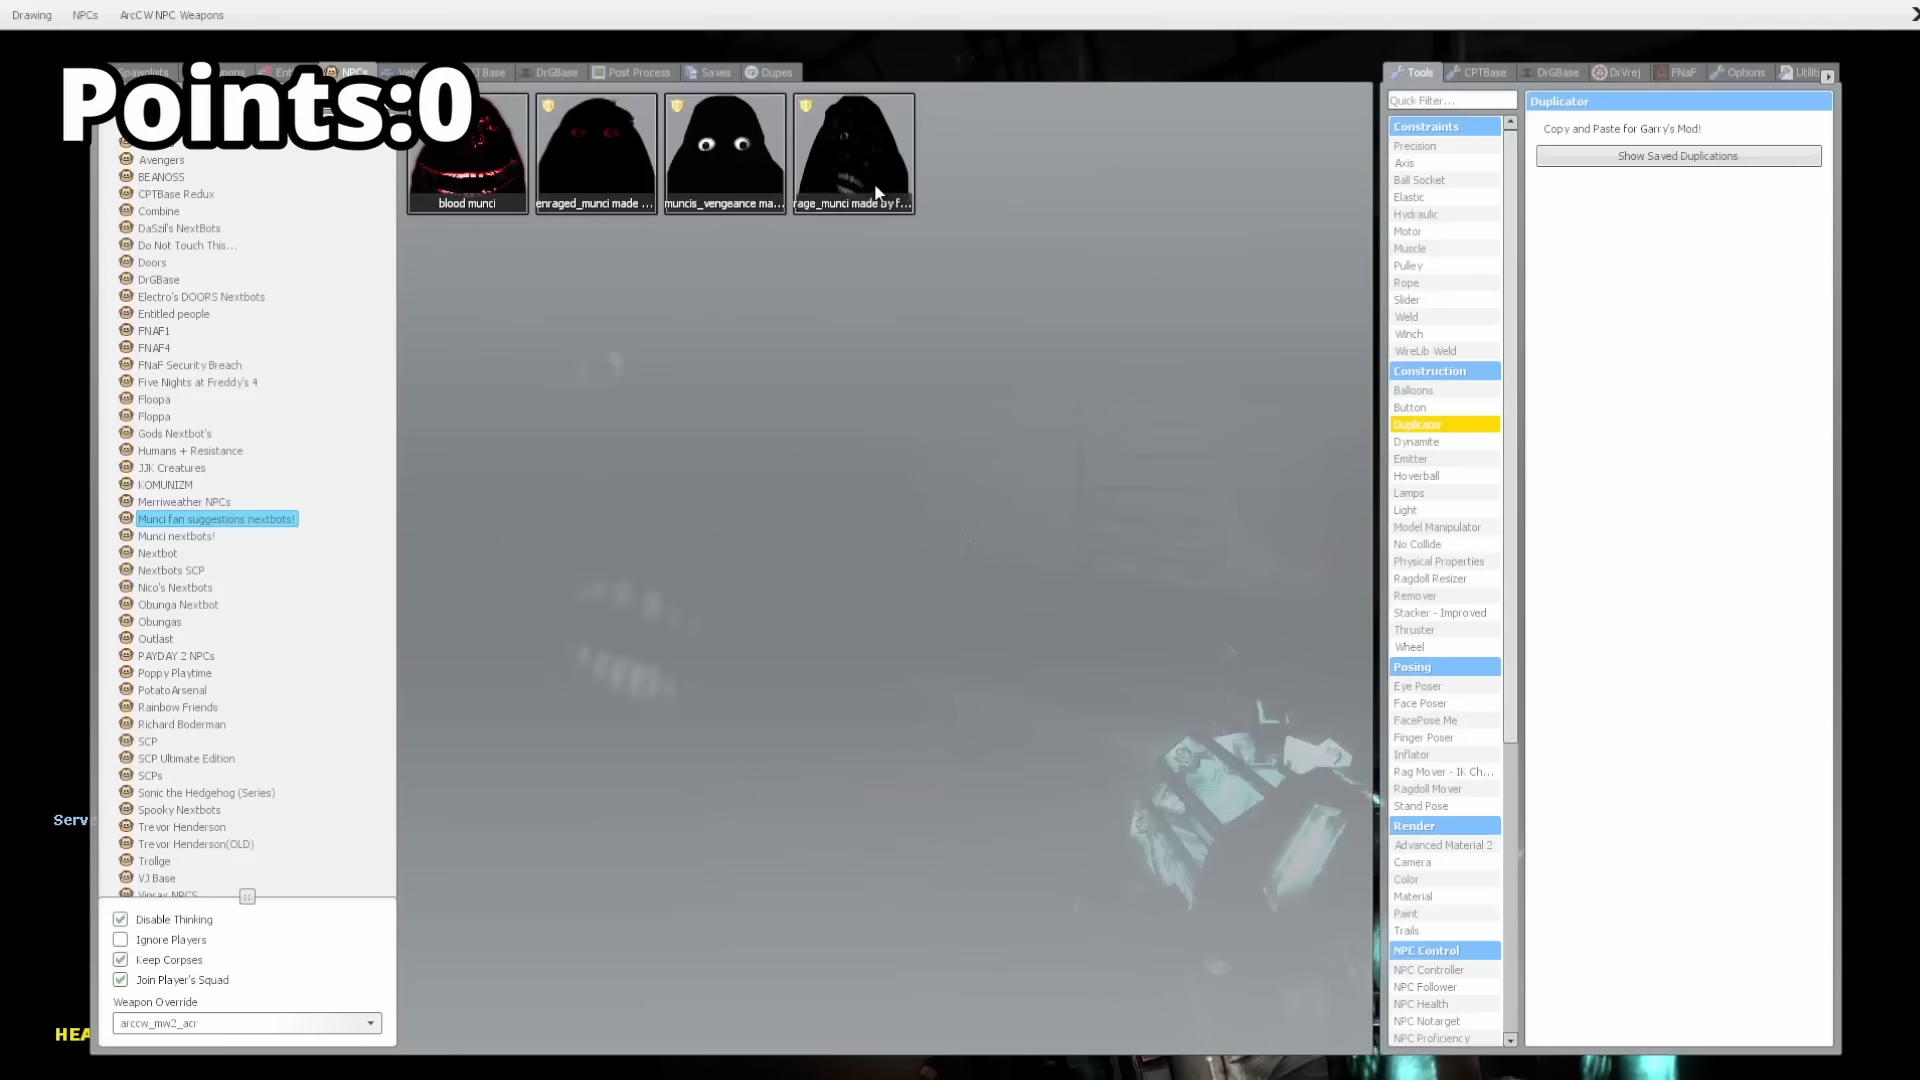 Drawing NPCs ArcCW NPC Weapons
Points:0
Spawnlists NPCs Base DrGBase Post Process Saves Dupes
Tools CPTBase DrGBase DrVrej FNaF Options
blood munci
enraged_munci made ...
muncis_vengeance ma...
rage_munci made by f...
Avengers
BEANOSS
CPTBase Redux
Combine
DaSzil's NextBots
Do Not Touch This...
Doors
DrGBase
Electro's DOORS Nextbots
Entitled people
FNAF1
FNAF4
FNaF Security Breach
Five Nights at Freddy's 4
Floopa
Floppa
Gods Nextbot's
Humans + Resistance
JJK Creatures
KOMUNIZM
Merriweather NPCs
Munci fan suggestions nextbots!
Munci nextbots!
Nextbot
Nextbots SCP
Nico's Nextbots
Obunga Nextbot
Obungas
Outlast
PAYDAY 2 NPCs
Poppy Playtime
PotatoArsenal
Rainbow Friends
Richard Boderman
SCP
SCP Ultimate Edition
SCPs
Sonic the Hedgehog (Series)
Spooky Nextbots
Trevor Henderson
Trevor Henderson(OLD)
Trollge
VJ Base
Disable Thinking
Ignore Players
Keep Corpses
Join Player's Squad
Weapon Override
arccw_mw2_acr
Serve
HEA
Quick Filter...
Constraints
Precision
Axis
Ball Socket
Elastic
Hydraulic
Motor
Muscle
Pulley
Rope
Slider
Weld
Winch
WireLib Weld
Construction
Balloons
Button
Duplicator
Dynamite
Emitter
Hoverball
Lamps
Light
Model Manipulator
No Collide
Physical Properties
Ragdoll Resizer
Remover
Stacker - Improved
Thruster
Wheel
Posing
Eye Poser
Face Poser
FacePose Me
Finger Poser
Inflator
Rag Mover - IK Ch...
Ragdoll Mover
Stand Pose
Render
Advanced Material 2
Camera
Color
Material
Paint
Trails
NPC Control
NPC Controller
NPC Follower
NPC Health
NPC Notarget
NPC Proficiency
Duplicator
Copy and Paste for Garry's Mod!
Show Saved Duplications